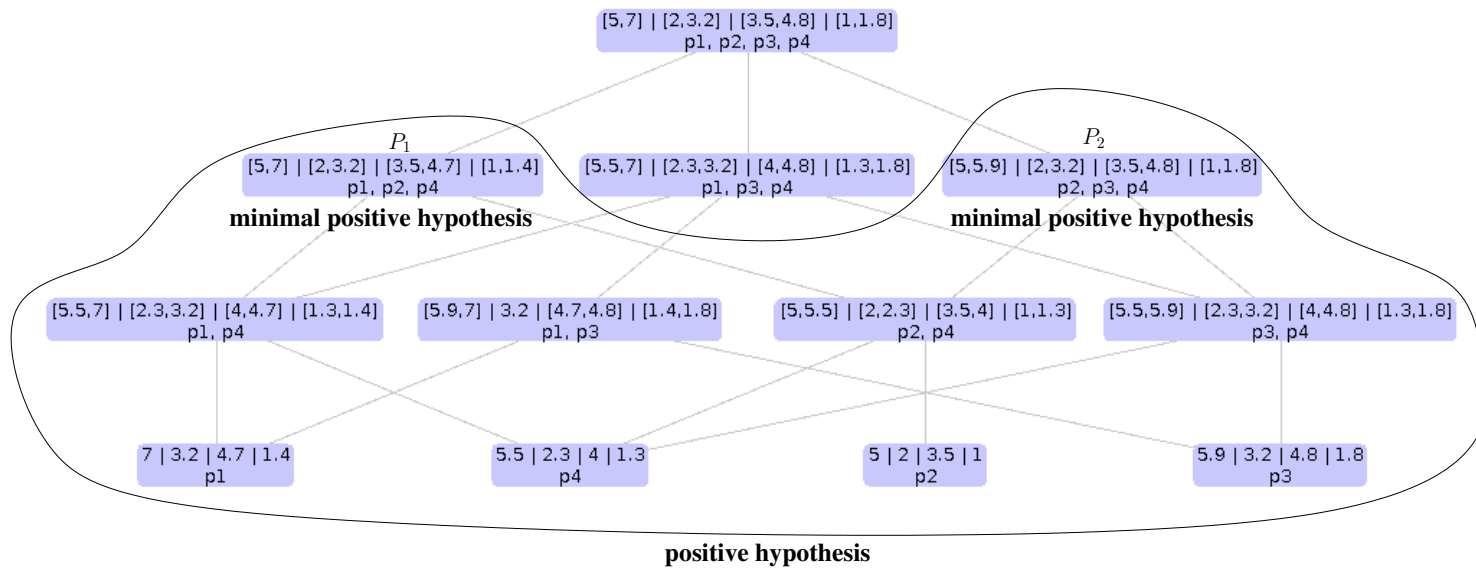 [5,7] | [2,3.2] | [3.5,4.8] | [1,1.8]
p1, p2, p3, p4
P1
P2
[5,7] | [2,3.2] | [3.5,4.7] | [1,1.4]
p1, p2, p4
[5.5,7] | [2.3,3.2] | [4,4.8] | [1.3,1.8]
p1, p3, p4
[5,5.9] | [2,3.2] | [3.5,4.8] | [1,1.8]
p2, p3, p4
minimal positive hypothesis
minimal positive hypothesis
[5.5,7] | [2.3,3.2] | [4,4.7] | [1.3,1.4]
p1, p4
[5.9,7] | 3.2 | [4.7,4.8] | [1.4,1.8]
p1, p3
[5,5.5] | [2,2.3] | [3.5,4] | [1,1.3]
p2, p4
[5.5,5.9] | [2.3,3.2] | [4,4.8] | [1.3,1.8]
p3, p4
7 | 3.2 | 4.7 | 1.4
p1
5.5 | 2.3 | 4 | 1.3
p4
5 | 2 | 3.5 | 1
p2
5.9 | 3.2 | 4.8 | 1.8
p3
positive hypothesis